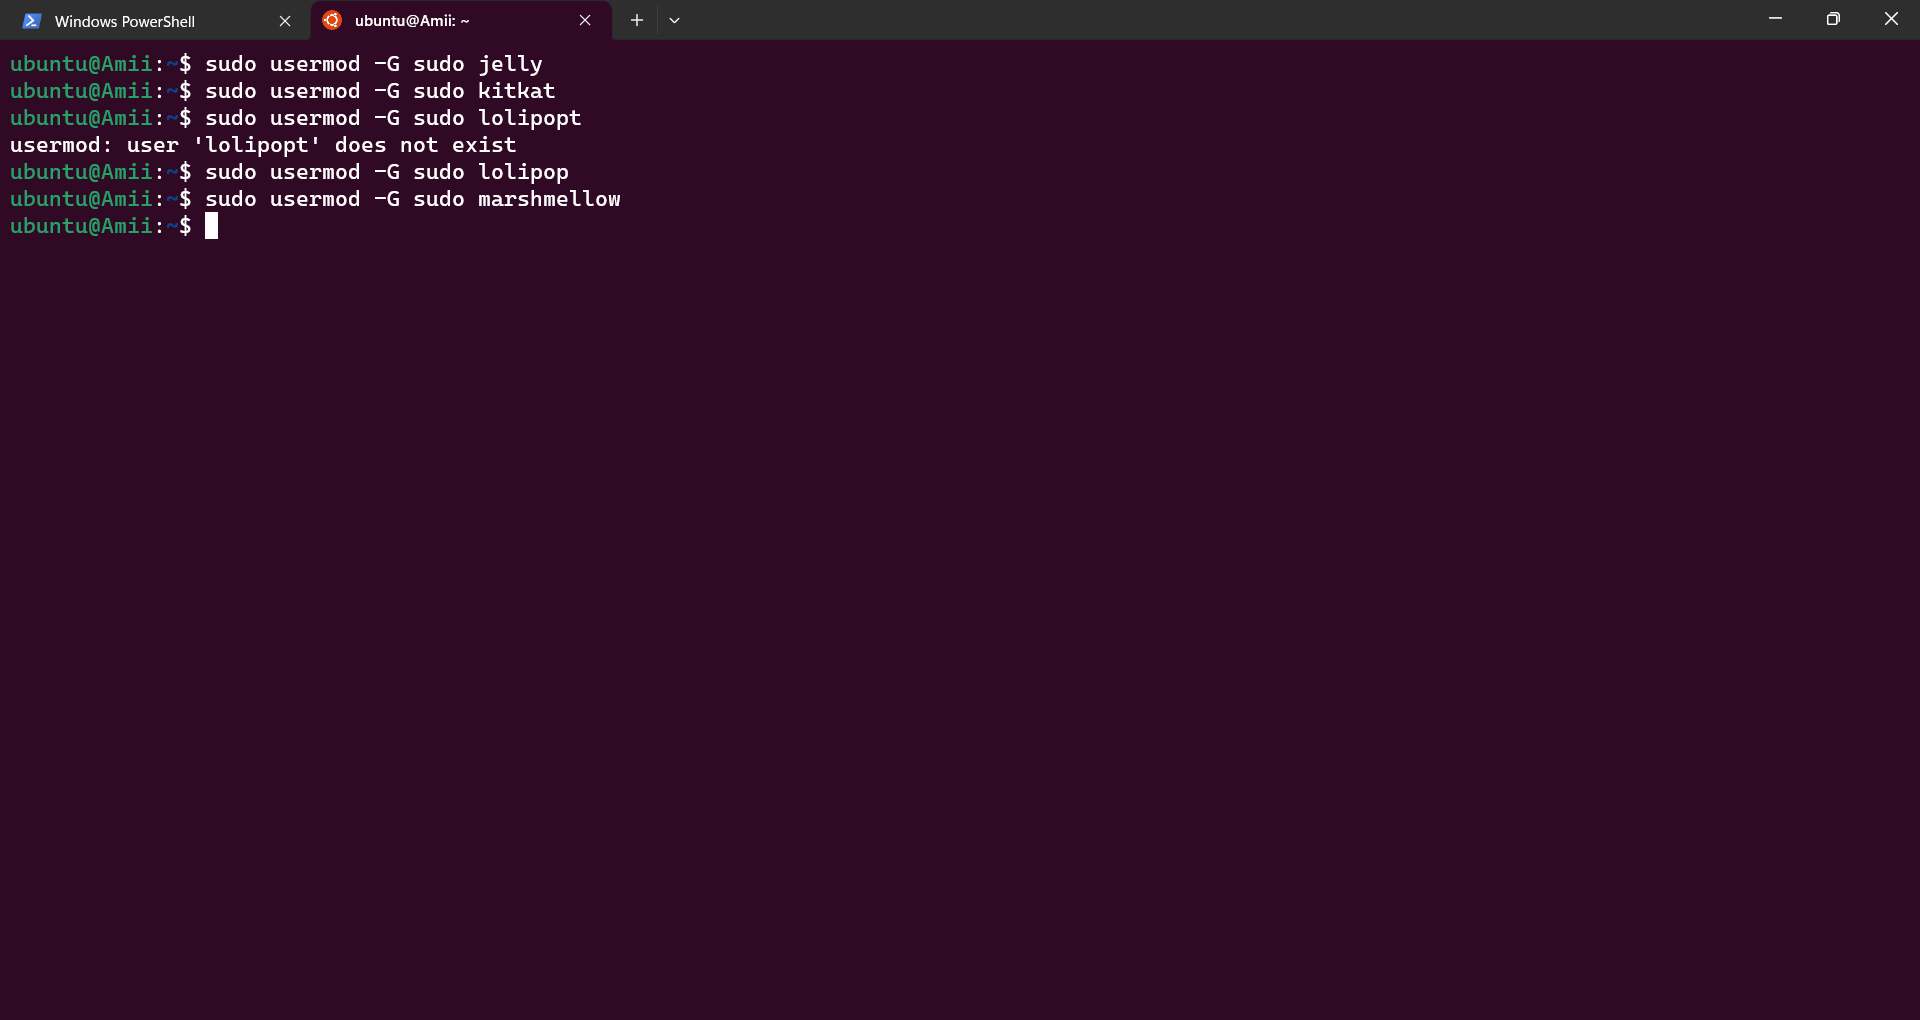 Windows PowerShell
ubuntu@Amii: ~
ubuntu@Amii:~$ sudo usermod -G sudo jelly
ubuntu@Amii:~$ sudo usermod -G sudo kitkat
ubuntu@Amii:~$ sudo usermod -G sudo lolipopt
usermod: user 'lolipopt' does not exist
ubuntu@Amii:~$ sudo usermod -G sudo lolipop
ubuntu@Amii:~$ sudo usermod -G sudo marshmellow
ubuntu@Amii:~$